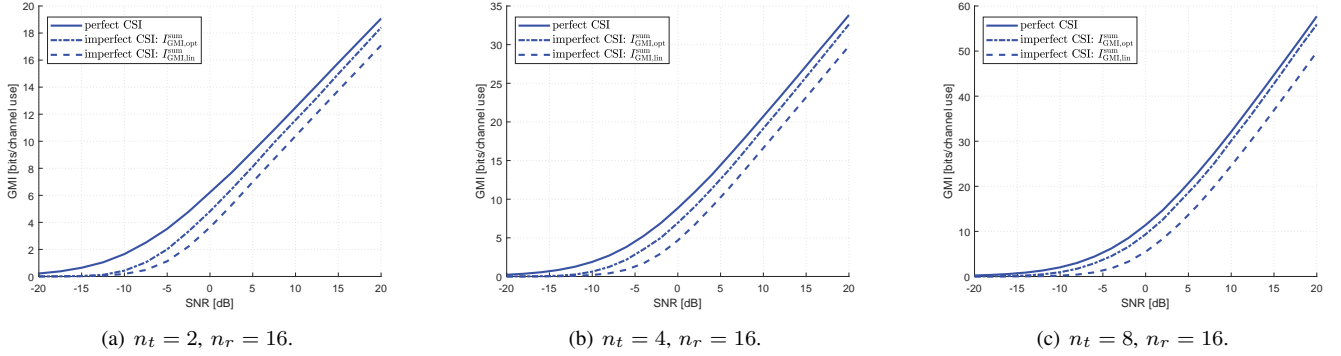 20
18
16
14
12
10
8
6
4
2
0
GMI [bits/channel use]
perfect CSI
imperfect CSI: I^sum_GMI,opt
imperfect CSI: I^sum_GMI,lin
-20 -15 -10 -5 0 5 10 15 20
SNR [dB]
(a) n_t = 2, n_r = 16.
35
30
25
20
15
10
5
0
GMI [bits/channel use]
perfect CSI
imperfect CSI: I^sum_GMI,opt
imperfect CSI: I^sum_GMI,lin
-20 -15 -10 -5 0 5 10 15 20
SNR [dB]
(b) n_t = 4, n_r = 16.
60
50
40
30
20
10
0
GMI [bits/channel use]
perfect CSI
imperfect CSI: I^sum_GMI,opt
imperfect CSI: I^sum_GMI,lin
-20 -15 -10 -5 0 5 10 15 20
SNR [dB]
(c) n_t = 8, n_r = 16.